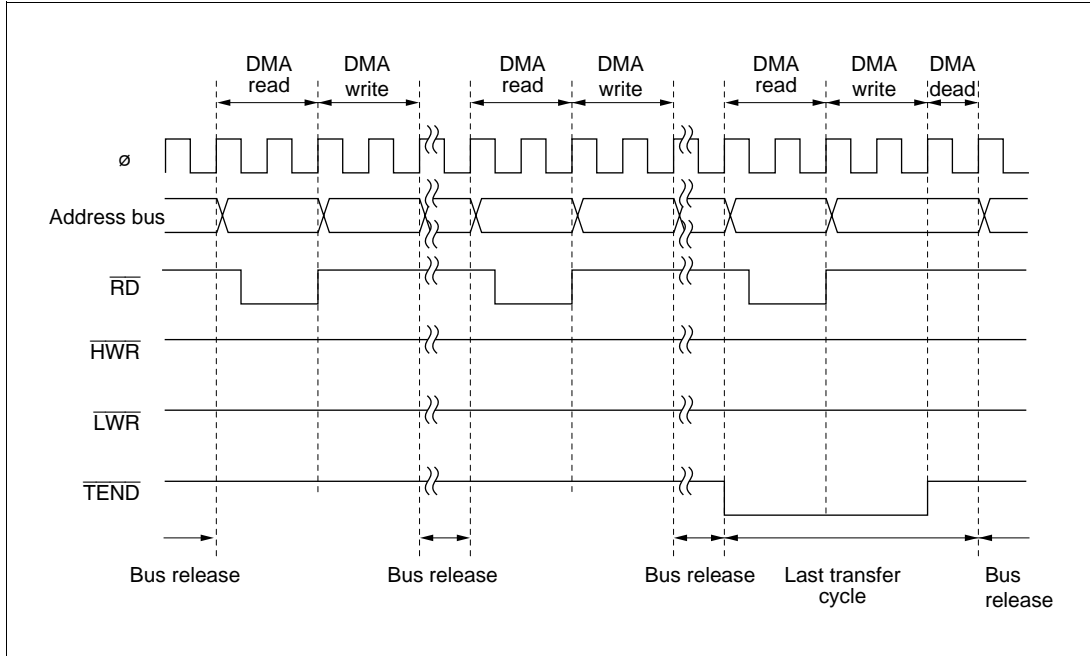 DMA read
DMA write
DMA read
DMA write
DMA read
DMA write
DMA dead
ø
Address bus
RD
HWR
LWR
TEND
Bus release
Bus release
Bus release
Last transfer cycle
Bus release